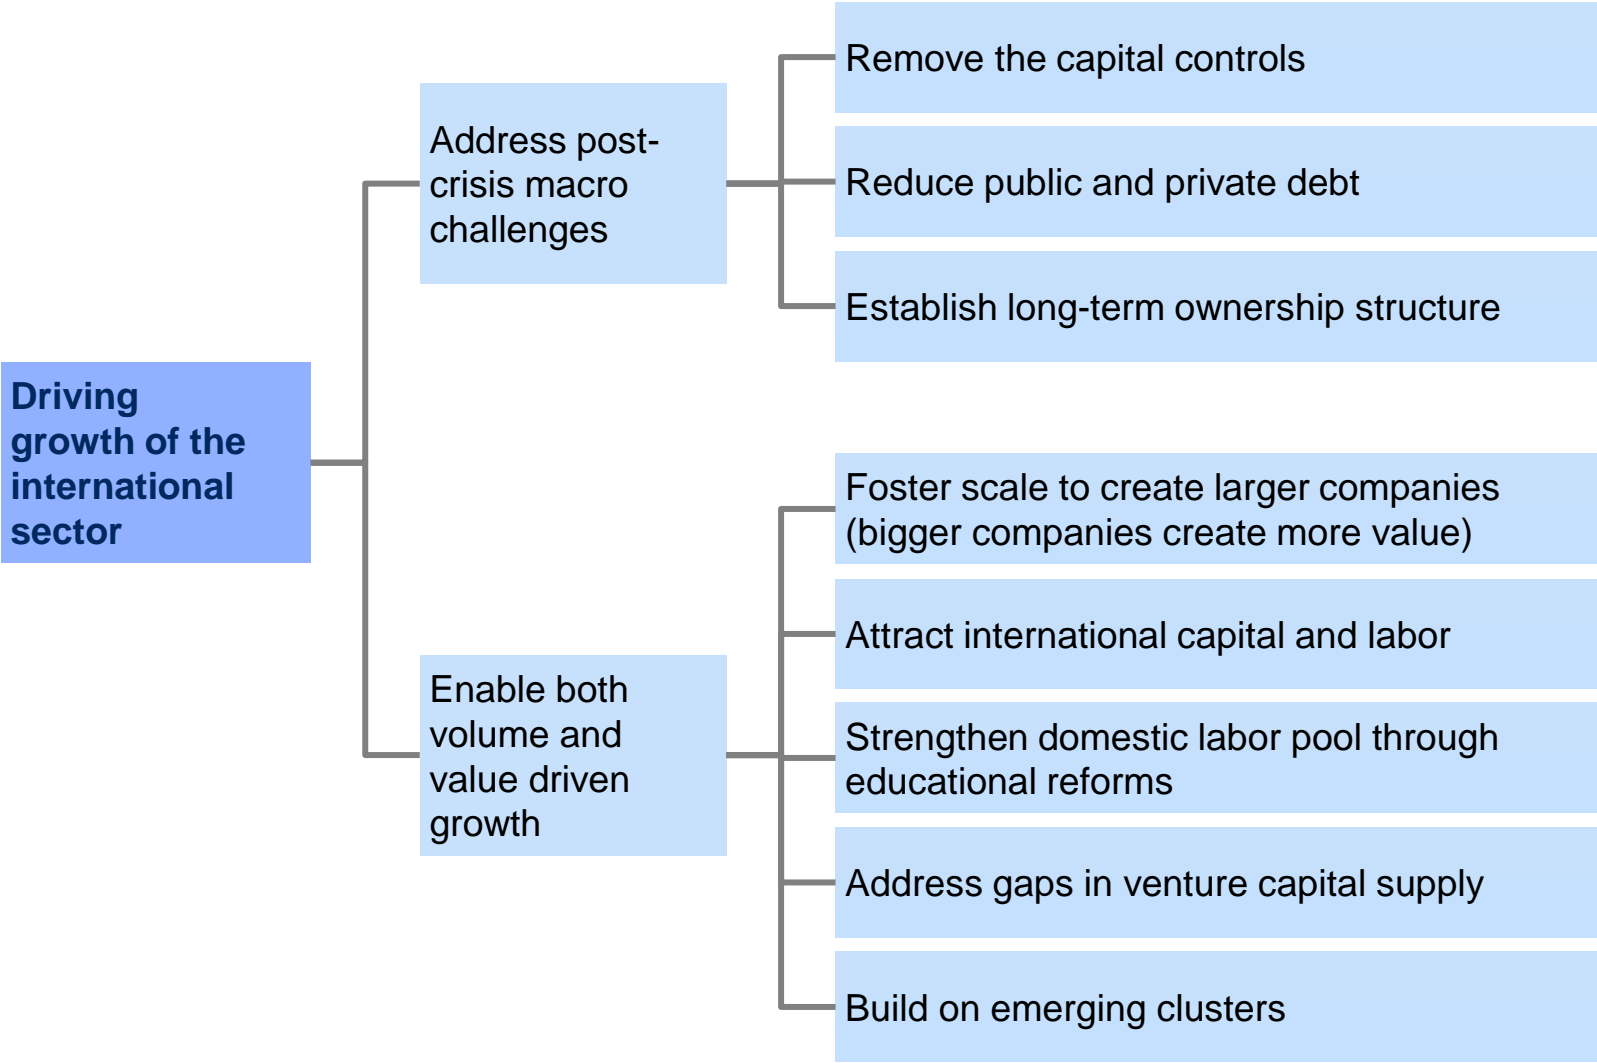 Driving
growth of the
international
sector
Address post-
crisis macro
challenges
Remove the capital controls
Reduce public and private debt
Establish long-term ownership structure
Enable both
volume and
value driven
growth
Foster scale to create larger companies
(bigger companies create more value)
Attract international capital and labor
Strengthen domestic labor pool through
educational reforms
Address gaps in venture capital supply
Build on emerging clusters